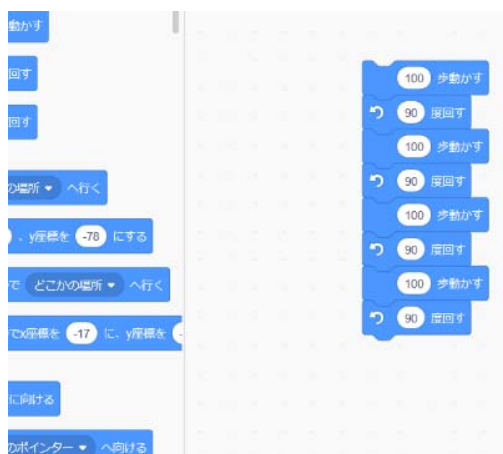 動かす
回す
回す
の場所 へ行く
、y座標を -78 にする
で どこかの場所 へ行く
でx座標を -17 に、y座標を
に向ける
のポインター へ向ける
100 歩動かす
90 度回す
100 歩動かす
90 度回す
100 歩動かす
90 度回す
100 歩動かす
90 度回す